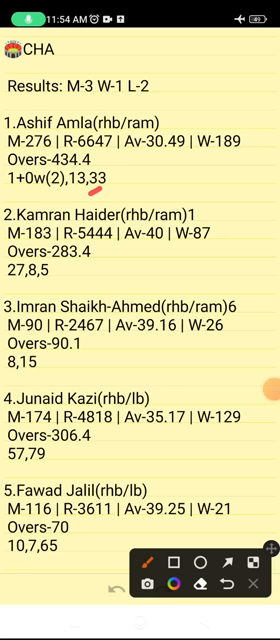 11:54 AM
49
🏟CHA
Results: M-3 W-1 L-2
1.Ashif Amla(rhb/ram)
M-276 | R-6647 | Av-30.49 | W-189
Overs-434.4
1+0w(2),13,33
2.Kamran Haider(rhb/ram)1
M-183 | R-5444 | Av-40 | W-87
Overs-283.4
27,8,5
3.Imran Shaikh-Ahmed(rhb/ram)6
M-90 | R-2467 | Av-39.16 | W-26
Overs-90.1
8,15
4.Junaid Kazi(rhb/lb)
M-174 | R-4818 | Av-35.17 | W-129
Overs-306.4
57,79
5.Fawad Jalil(rhb/lb)
M-116 | R-3611 | Av-39.25 | W-21
Overs-70
10,7,65